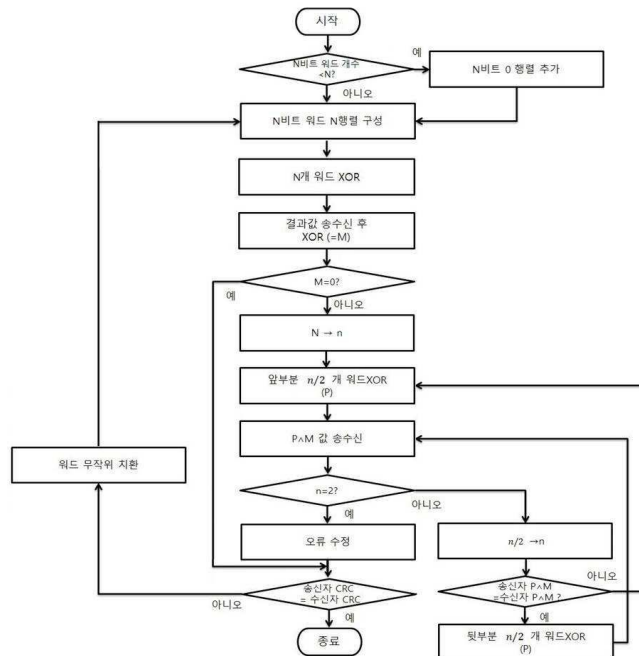 시작
N비트 워드 개수
<N?
예
N비트 0 행렬 추가
아니오
N비트 워드 N행렬 구성
N개 워드 XOR
결과값 송수신 후
XOR (=M)
M=0?
예
아니오
N → n
앞부분 n/2 개 워드XOR
(P)
P∧M 값 송수신
워드 무작위 치환
n=2?
아니오
예
오류 수정
n/2 →n
송신자 P∧M
=수신자 P∧M ?
아니오
예
뒷부분 n/2 개 워드XOR
(P)
송신자 CRC
= 수신자 CRC
아니오
예
종료